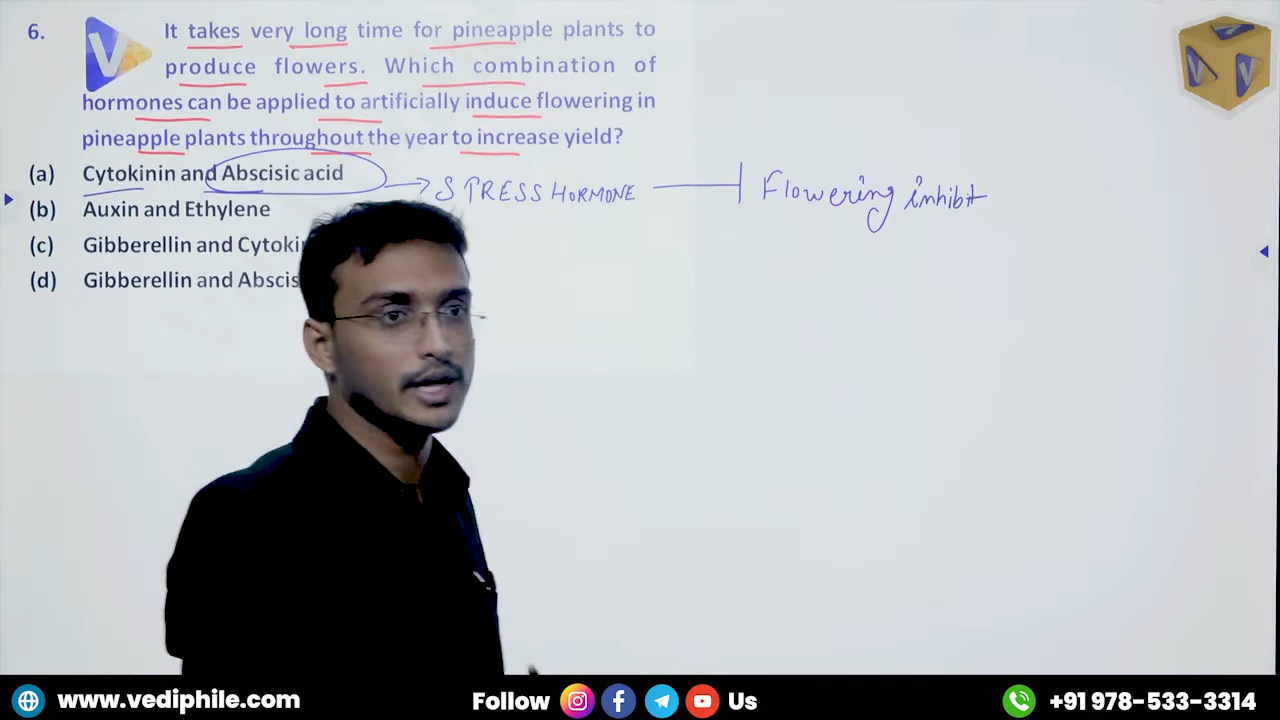 6. It takes very long time for pineapple plants to
produce flowers. Which combination of
hormones can be applied to artificially induce flowering in
pineapple plants throughout the year to increase yield?
(a) Cytokinin and Abscisic acid → STRESS HORMONE ⊣ Flowering inhibit
(b) Auxin and Ethylene
(c) Gibberellin and Cytoki
(d) Gibberellin and Abscis
www.vediphile.com Follow Us +91 978-533-3314